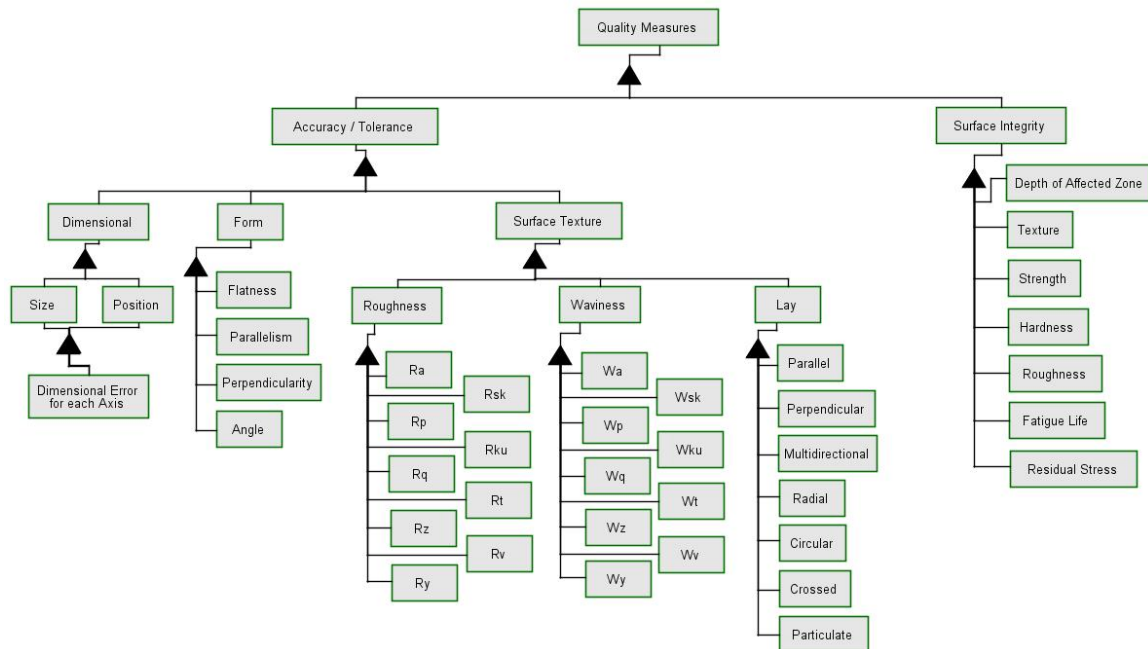 Quality Measures
Accuracy / Tolerance
Surface Integrity
Dimensional
Form
Surface Texture
Size
Position
Dimensional Error
for each Axis
Flatness
Parallelism
Perpendicularity
Angle
Roughness
Ra
Rsk
Rp
Rku
Rq
Rt
Rz
Rv
Ry
Waviness
Wa
Wsk
Wp
Wku
Wq
Wt
Wz
Wv
Wy
Lay
Parallel
Perpendicular
Multidirectional
Radial
Circular
Crossed
Particulate
Depth of Affected Zone
Texture
Strength
Hardness
Roughness
Fatigue Life
Residual Stress